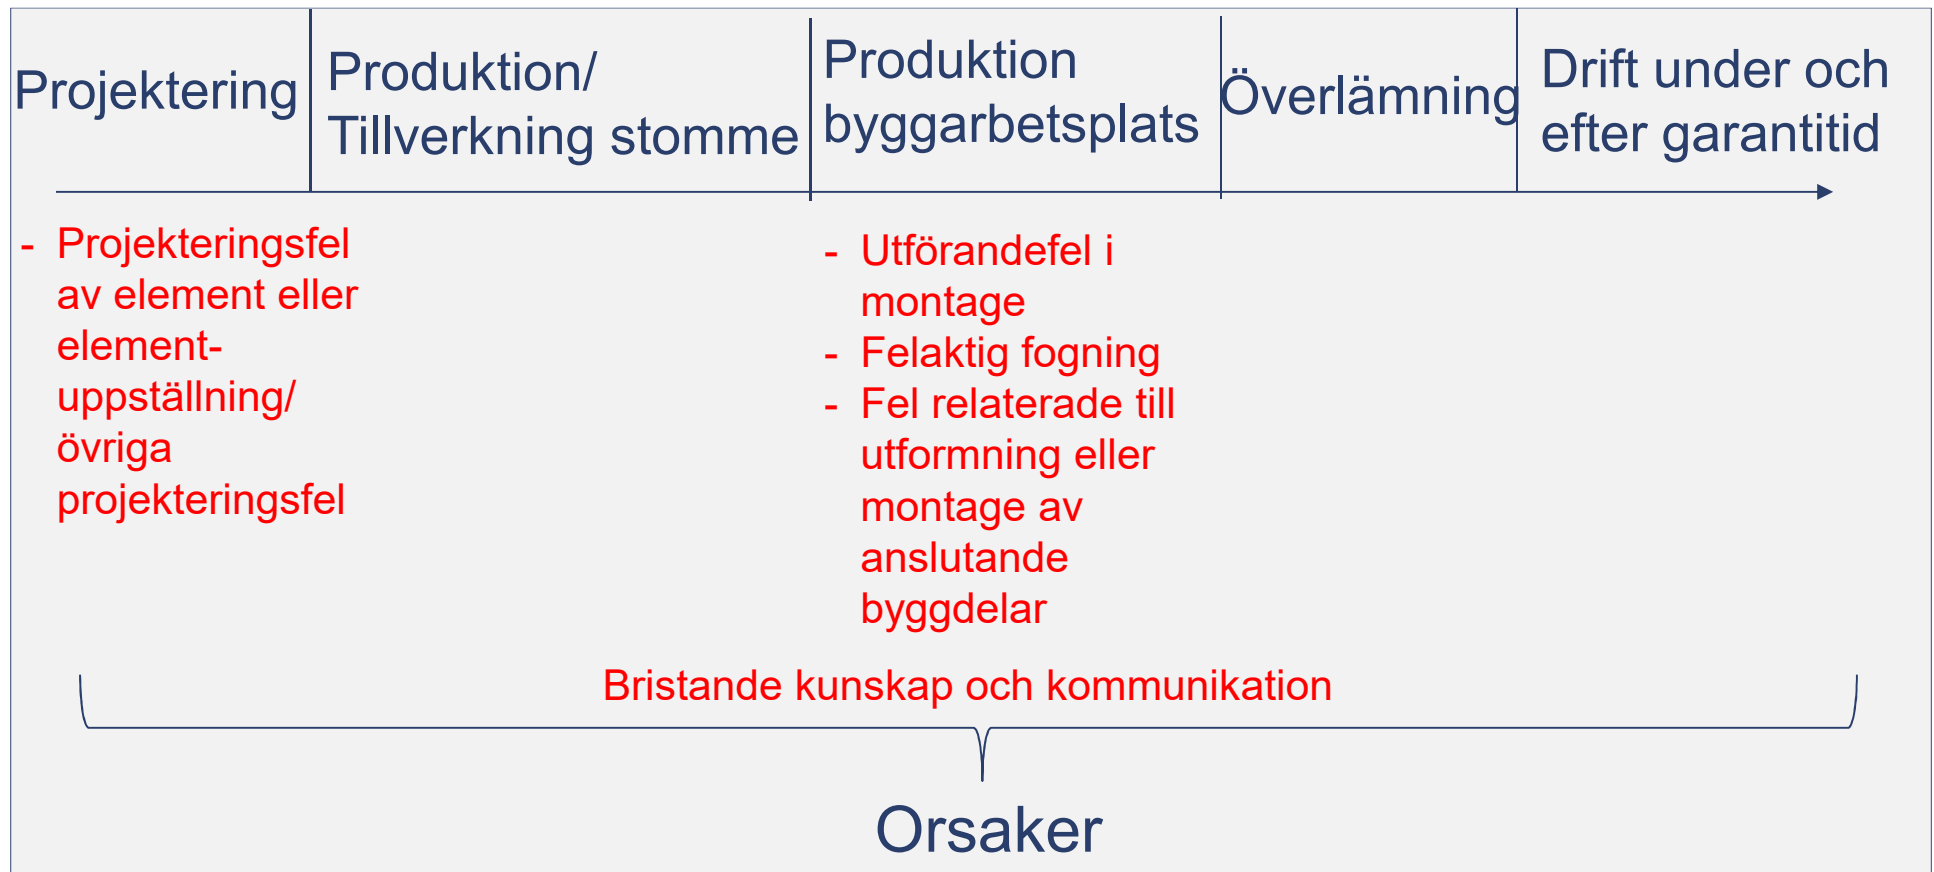 Projektering
Produktion/
Tillverkning stomme
Produktion
byggarbetsplats
Överlämning
Drift under och
efter garantitid
- Projekteringsfel
av element eller
element-
uppställning/
övriga
projekteringsfel
- Utförandefel i
montage
- Felaktig fogning
- Fel relaterade till
utformning eller
montage av
anslutande
byggdelar
Bristande kunskap och kommunikation
Orsaker